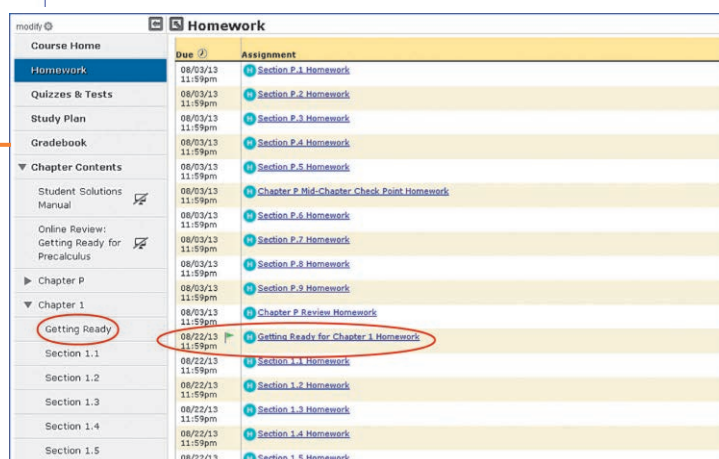 modify
Homework
Course Home
Homework
Quizzes & Tests
Study Plan
Gradebook
Chapter Contents
Student Solutions
Manual
Online Review:
Getting Ready for
Precalculus
Chapter P
Chapter 1
Getting Ready
Section 1.1
Section 1.2
Section 1.3
Section 1.4
Section 1.5
Due Assignment
08/03/13 H Section P.1 Homework
11:59pm
08/03/13 H Section P.2 Homework
11:59pm
08/03/13 H Section P.3 Homework
11:59pm
08/03/13 H Section P.4 Homework
11:59pm
08/03/13 H Section P.5 Homework
11:59pm
08/03/13 H Chapter P Mid-Chapter Check Point Homework
11:59pm
08/03/13 H Section P.6 Homework
11:59pm
08/03/13 H Section P.7 Homework
11:59pm
08/03/13 H Section P.8 Homework
11:59pm
08/03/13 H Section P.9 Homework
11:59pm
08/03/13 H Chapter P Review Homework
11:59pm
08/22/13 H Getting Ready for Chapter 1 Homework
11:59pm
08/22/13 H Section 1.1 Homework
11:59pm
08/22/13 H Section 1.2 Homework
11:59pm
08/22/13 H Section 1.3 Homework
11:59pm
08/22/13 H Section 1.4 Homework
11:59pm
08/22/13 H Section 1.5 Homework